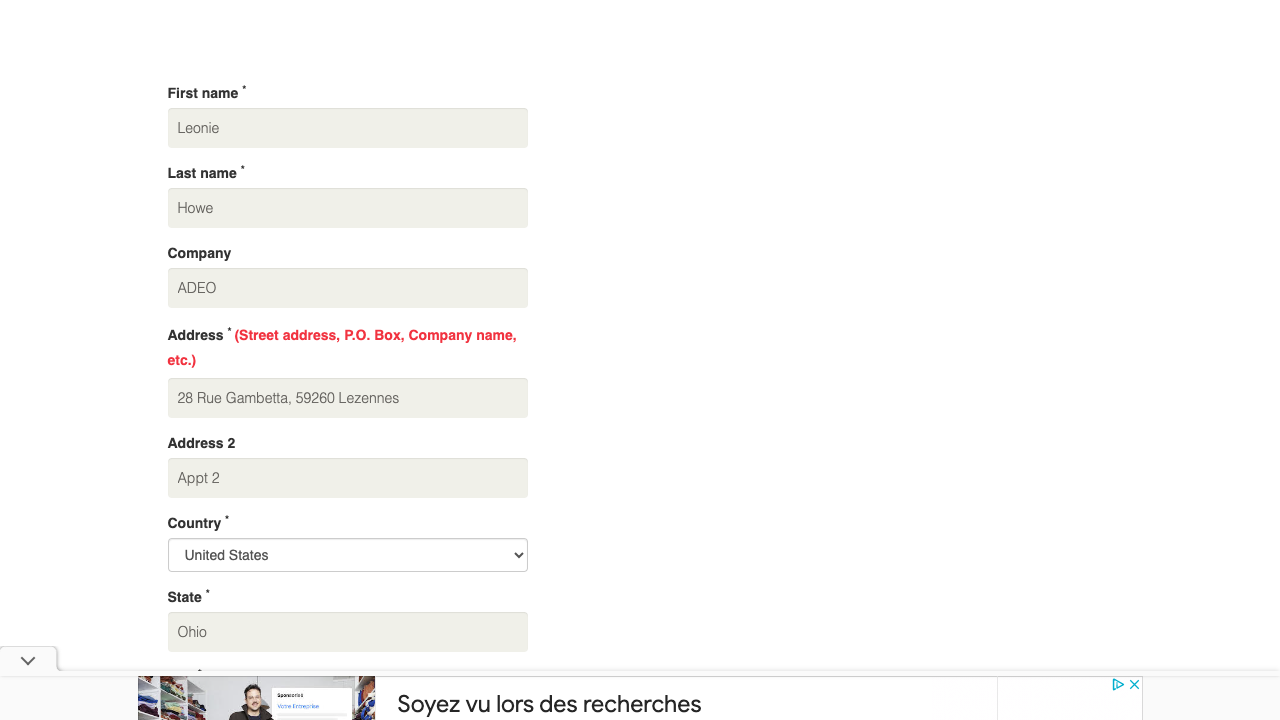 First name *
Leonie
Last name *
Howe
Company
ADEO
Address * (Street address, P.O. Box, Company name,
etc.)
28 Rue Gambetta, 59260 Lezennes
Address 2
Appt 2
Country *
United States
State *
Ohio
Sponsorisé
Votre Entreprise
Soyez vu lors des recherches